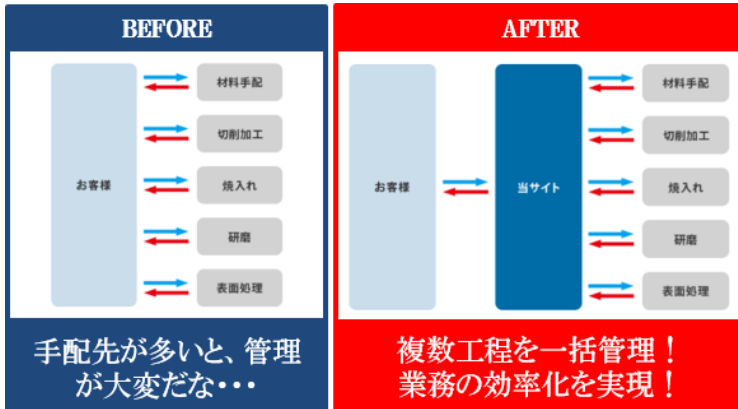 BEFORE
お客様
材料手配
切削加工
焼入れ
研磨
表面処理
手配先が多いと、管理
が大変だな・・・
AFTER
お客様
当サイト
材料手配
切削加工
焼入れ
研磨
表面処理
複数工程を一括管理！
業務の効率化を実現！